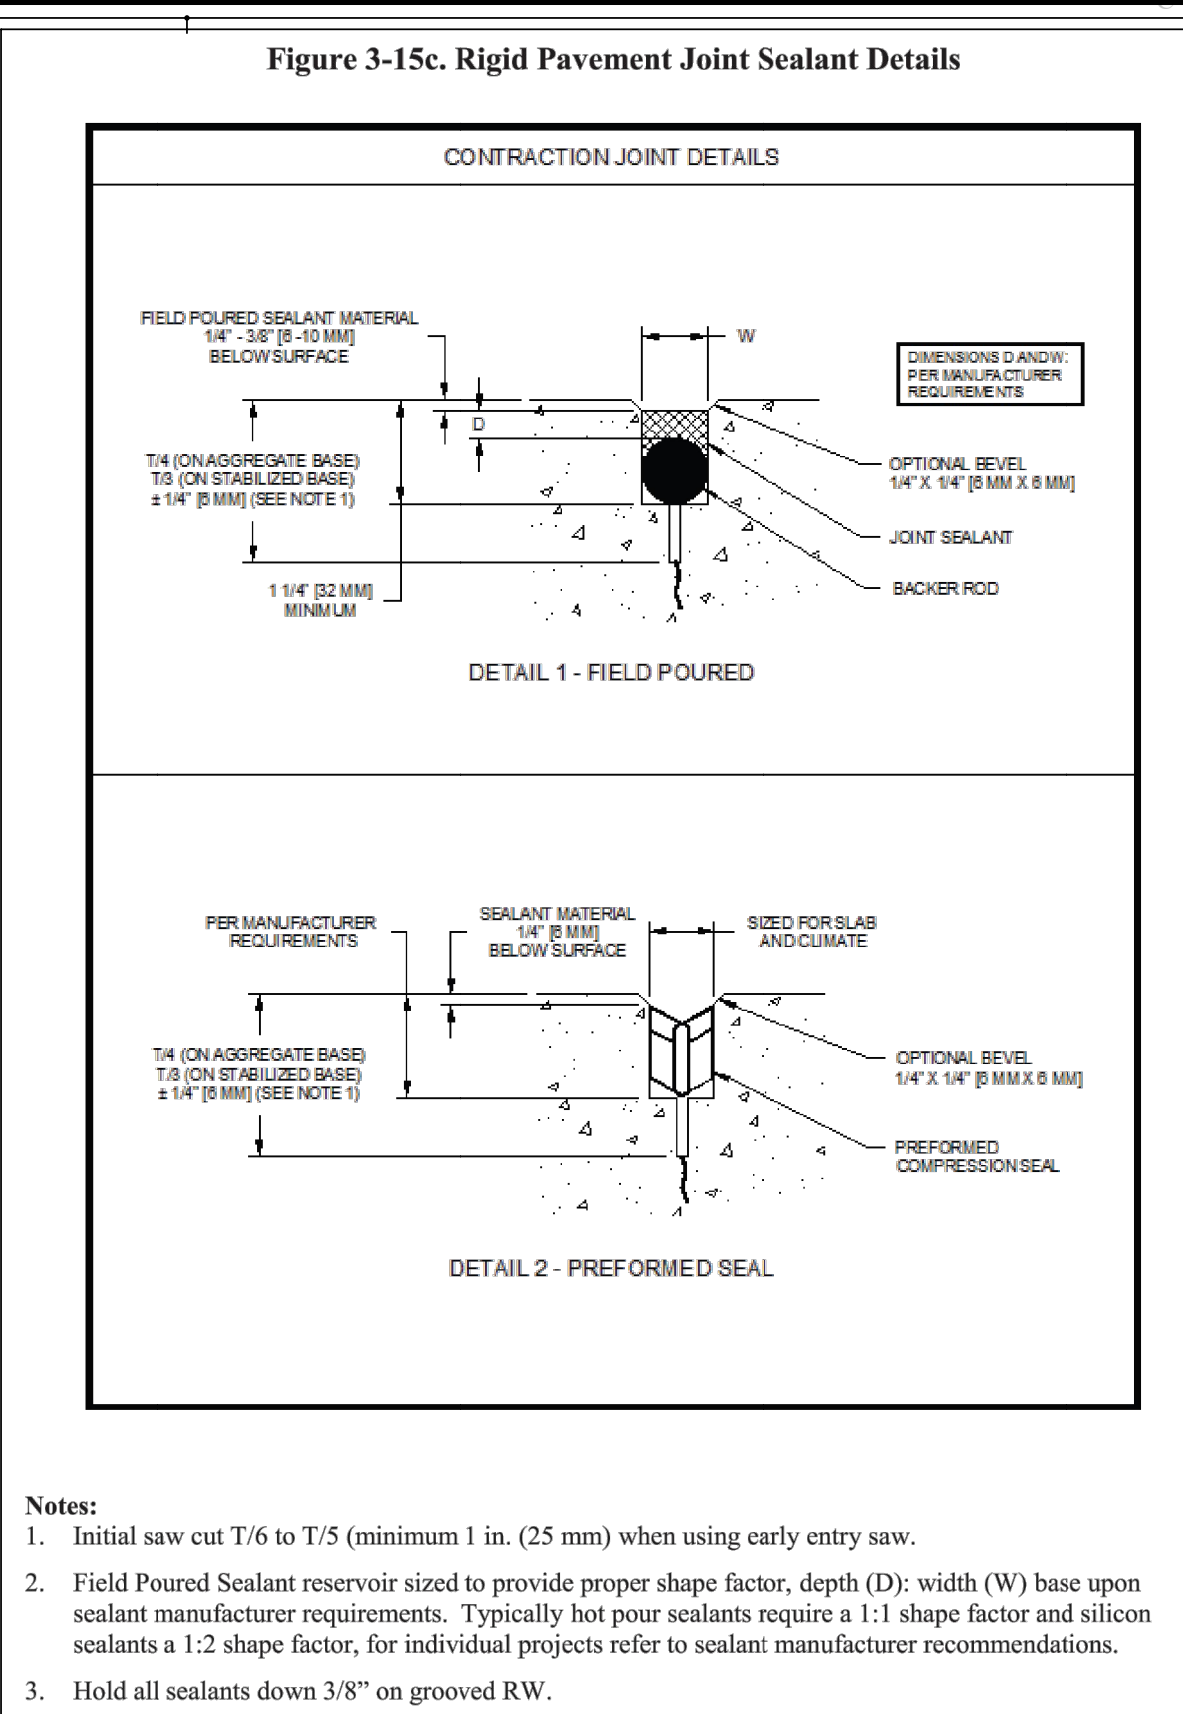 Figure 3-15c. Rigid Pavement Joint Sealant Details
CONTRACTION JOINT DETAILS
FIELD POURED SEALANT MATERIAL
1/4" - 3/8" [6 -10 MM]
BELOW SURFACE
W
DIMENSIONS D AND W:
PER MANUFACTURER
REQUIREMENTS
D
T/4 (ON AGGREGATE BASE)
T/3 (ON STABILIZED BASE)
± 1/4" [6 MM] (SEE NOTE 1)
OPTIONAL BEVEL
1/4" X 1/4" [6 MM X 6 MM]
JOINT SEALANT
1 1/4" [32 MM]
MINIMUM
BACKER ROD
DETAIL 1 - FIELD POURED
PER MANUFACTURER
REQUIREMENTS
SEALANT MATERIAL
1/4" [6 MM]
BELOW SURFACE
SIZED FOR SLAB
AND CLIMATE
T/4 (ON AGGREGATE BASE)
T/3 (ON STABILIZED BASE)
± 1/4" [6 MM] (SEE NOTE 1)
OPTIONAL BEVEL
1/4" X 1/4" [6 MM X 6 MM]
PREFORMED
COMPRESSION SEAL
DETAIL 2 - PREFORMED SEAL
Notes:
1. Initial saw cut T/6 to T/5 (minimum 1 in. (25 mm) when using early entry saw.
2. Field Poured Sealant reservoir sized to provide proper shape factor, depth (D): width (W) base upon
sealant manufacturer requirements. Typically hot pour sealants require a 1:1 shape factor and silicon
sealants a 1:2 shape factor, for individual projects refer to sealant manufacturer recommendations.
3. Hold all sealants down 3/8” on grooved RW.